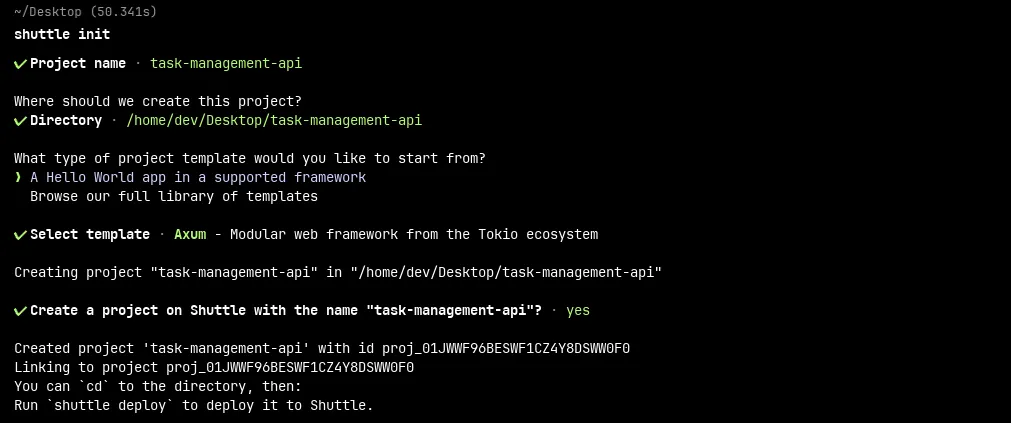 ~/Desktop (50.341s)
shuttle init
✔ Project name · task-management-api
Where should we create this project?
✔ Directory · /home/dev/Desktop/task-management-api
What type of project template would you like to start from?
❯ A Hello World app in a supported framework
Browse our full library of templates
✔ Select template · Axum - Modular web framework from the Tokio ecosystem
Creating project "task-management-api" in "/home/dev/Desktop/task-management-api"
✔ Create a project on Shuttle with the name "task-management-api"? · yes
Created project 'task-management-api' with id proj_01JWWF96BESWF1CZ4Y8DSWW0F0
Linking to project proj_01JWWF96BESWF1CZ4Y8DSWW0F0
You can `cd` to the directory, then:
Run `shuttle deploy` to deploy it to Shuttle.